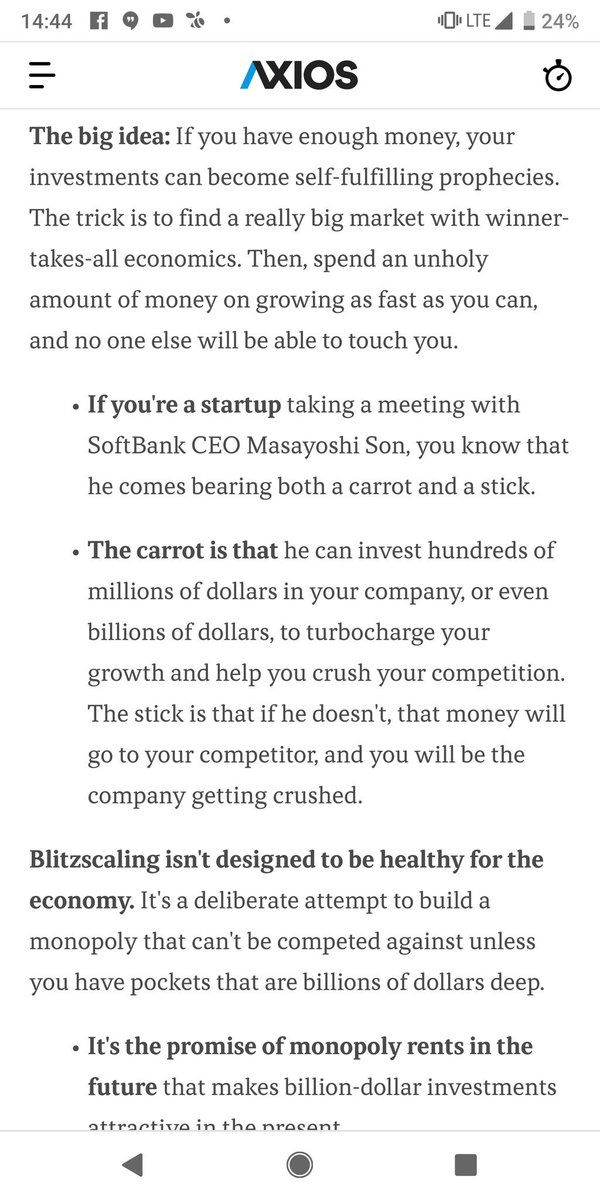 14:44 LTE 24%
AXIOS
The big idea: If you have enough money, your
investments can become self-fulfilling prophecies.
The trick is to find a really big market with winner-
takes-all economics. Then, spend an unholy
amount of money on growing as fast as you can,
and no one else will be able to touch you.
• If you're a startup taking a meeting with
SoftBank CEO Masayoshi Son, you know that
he comes bearing both a carrot and a stick.
• The carrot is that he can invest hundreds of
millions of dollars in your company, or even
billions of dollars, to turbocharge your
growth and help you crush your competition.
The stick is that if he doesn't, that money will
go to your competitor, and you will be the
company getting crushed.
Blitzscaling isn't designed to be healthy for the
economy. It's a deliberate attempt to build a
monopoly that can't be competed against unless
you have pockets that are billions of dollars deep.
• It's the promise of monopoly rents in the
future that makes billion-dollar investments
attractive in the present